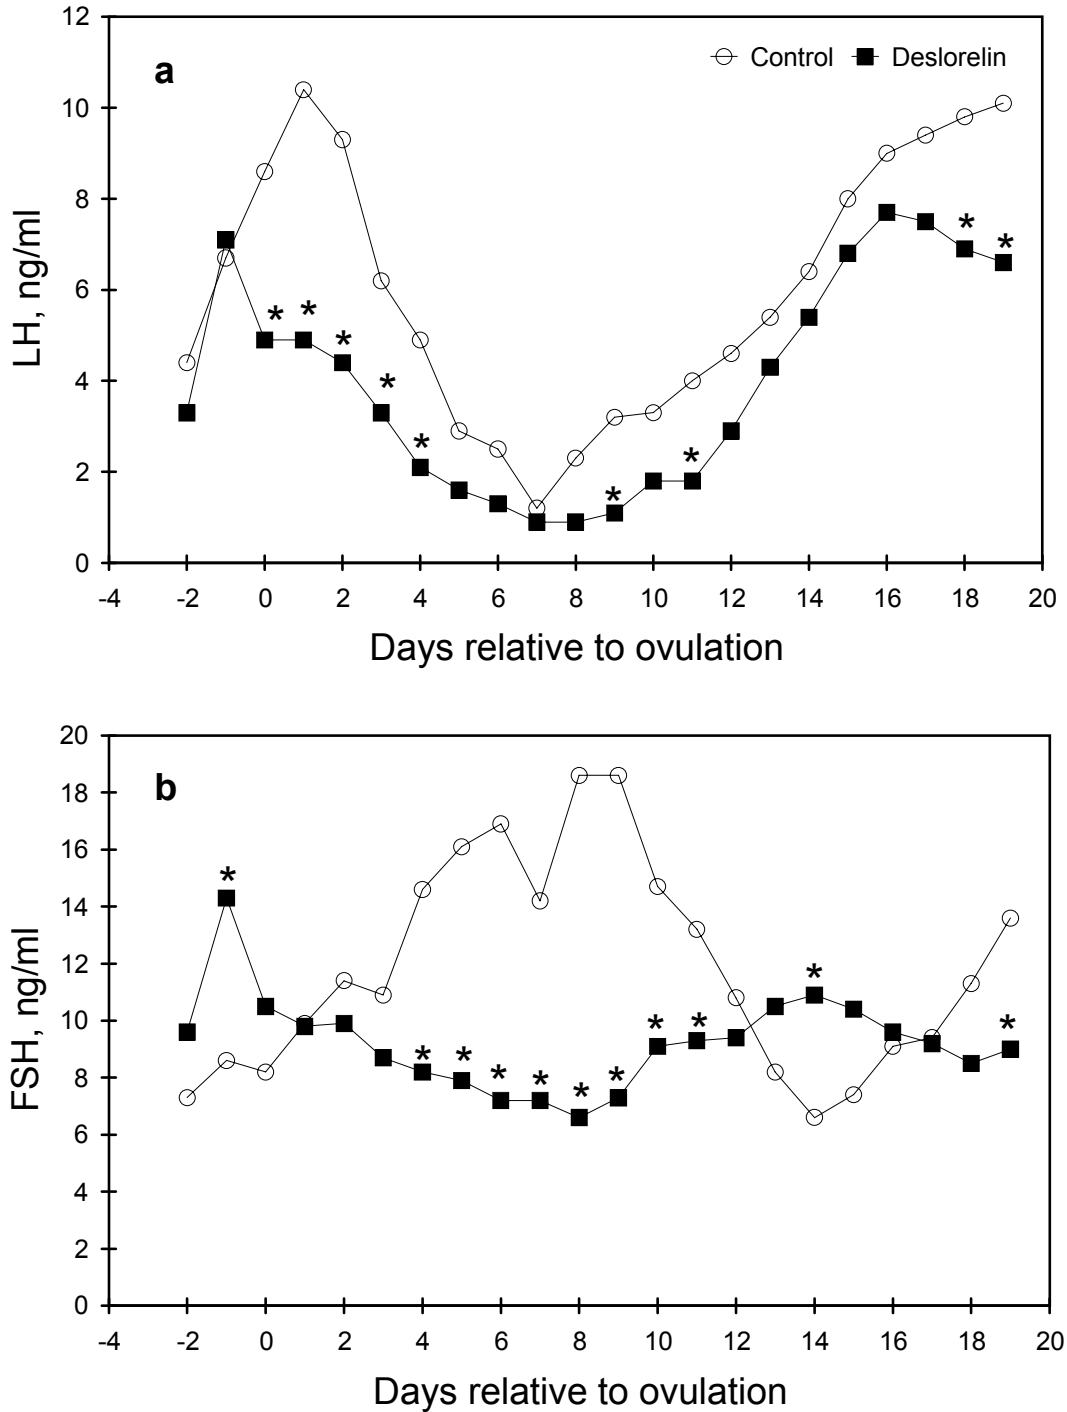 12
a
Control Deslorelin
10
8
6
4
2
0
LH, ng/ml
* * * * * * * * * *
-4 -2 0 2 4 6 8 10 12 14 16 18 20
Days relative to ovulation
20
b
18
16
14
12
10
8
6
4
2
0
FSH, ng/ml
* * * * * * * * * * *
-4 -2 0 2 4 6 8 10 12 14 16 18 20
Days relative to ovulation